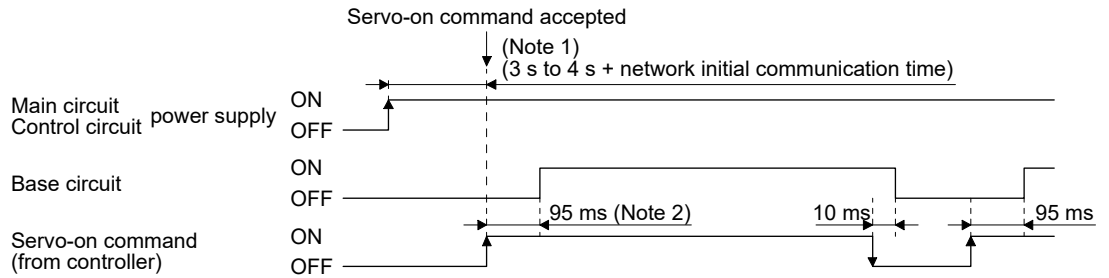 Servo-on command accepted
(Note 1)
(3 s to 4 s + network initial communication time)
Main circuit
Control circuit
power supply
ON
OFF
Base circuit
ON
OFF
95 ms (Note 2)
10 ms
95 ms
Servo-on command
(from controller)
ON
OFF